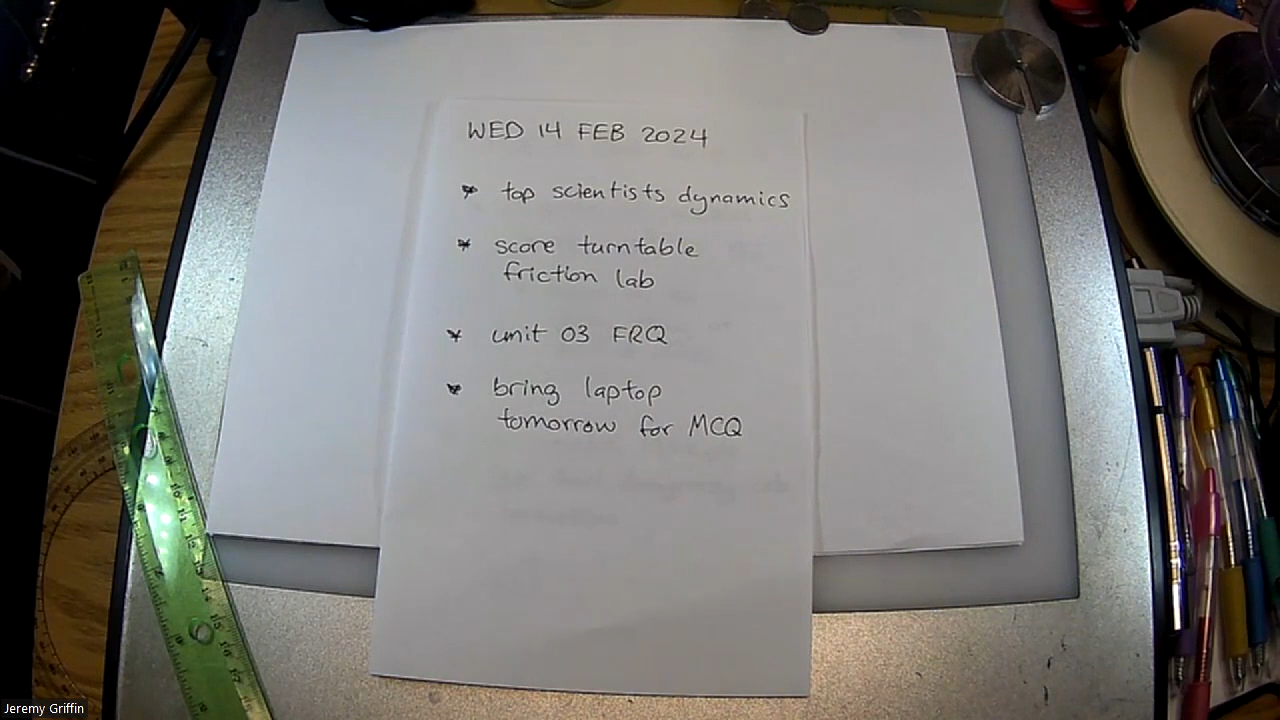 WED 14 FEB 2024
* top scientists dynamics
* score turntable
friction lab
* unit 03 FRQ
* bring laptop
tomorrow for MCQ
Jeremy Griffin